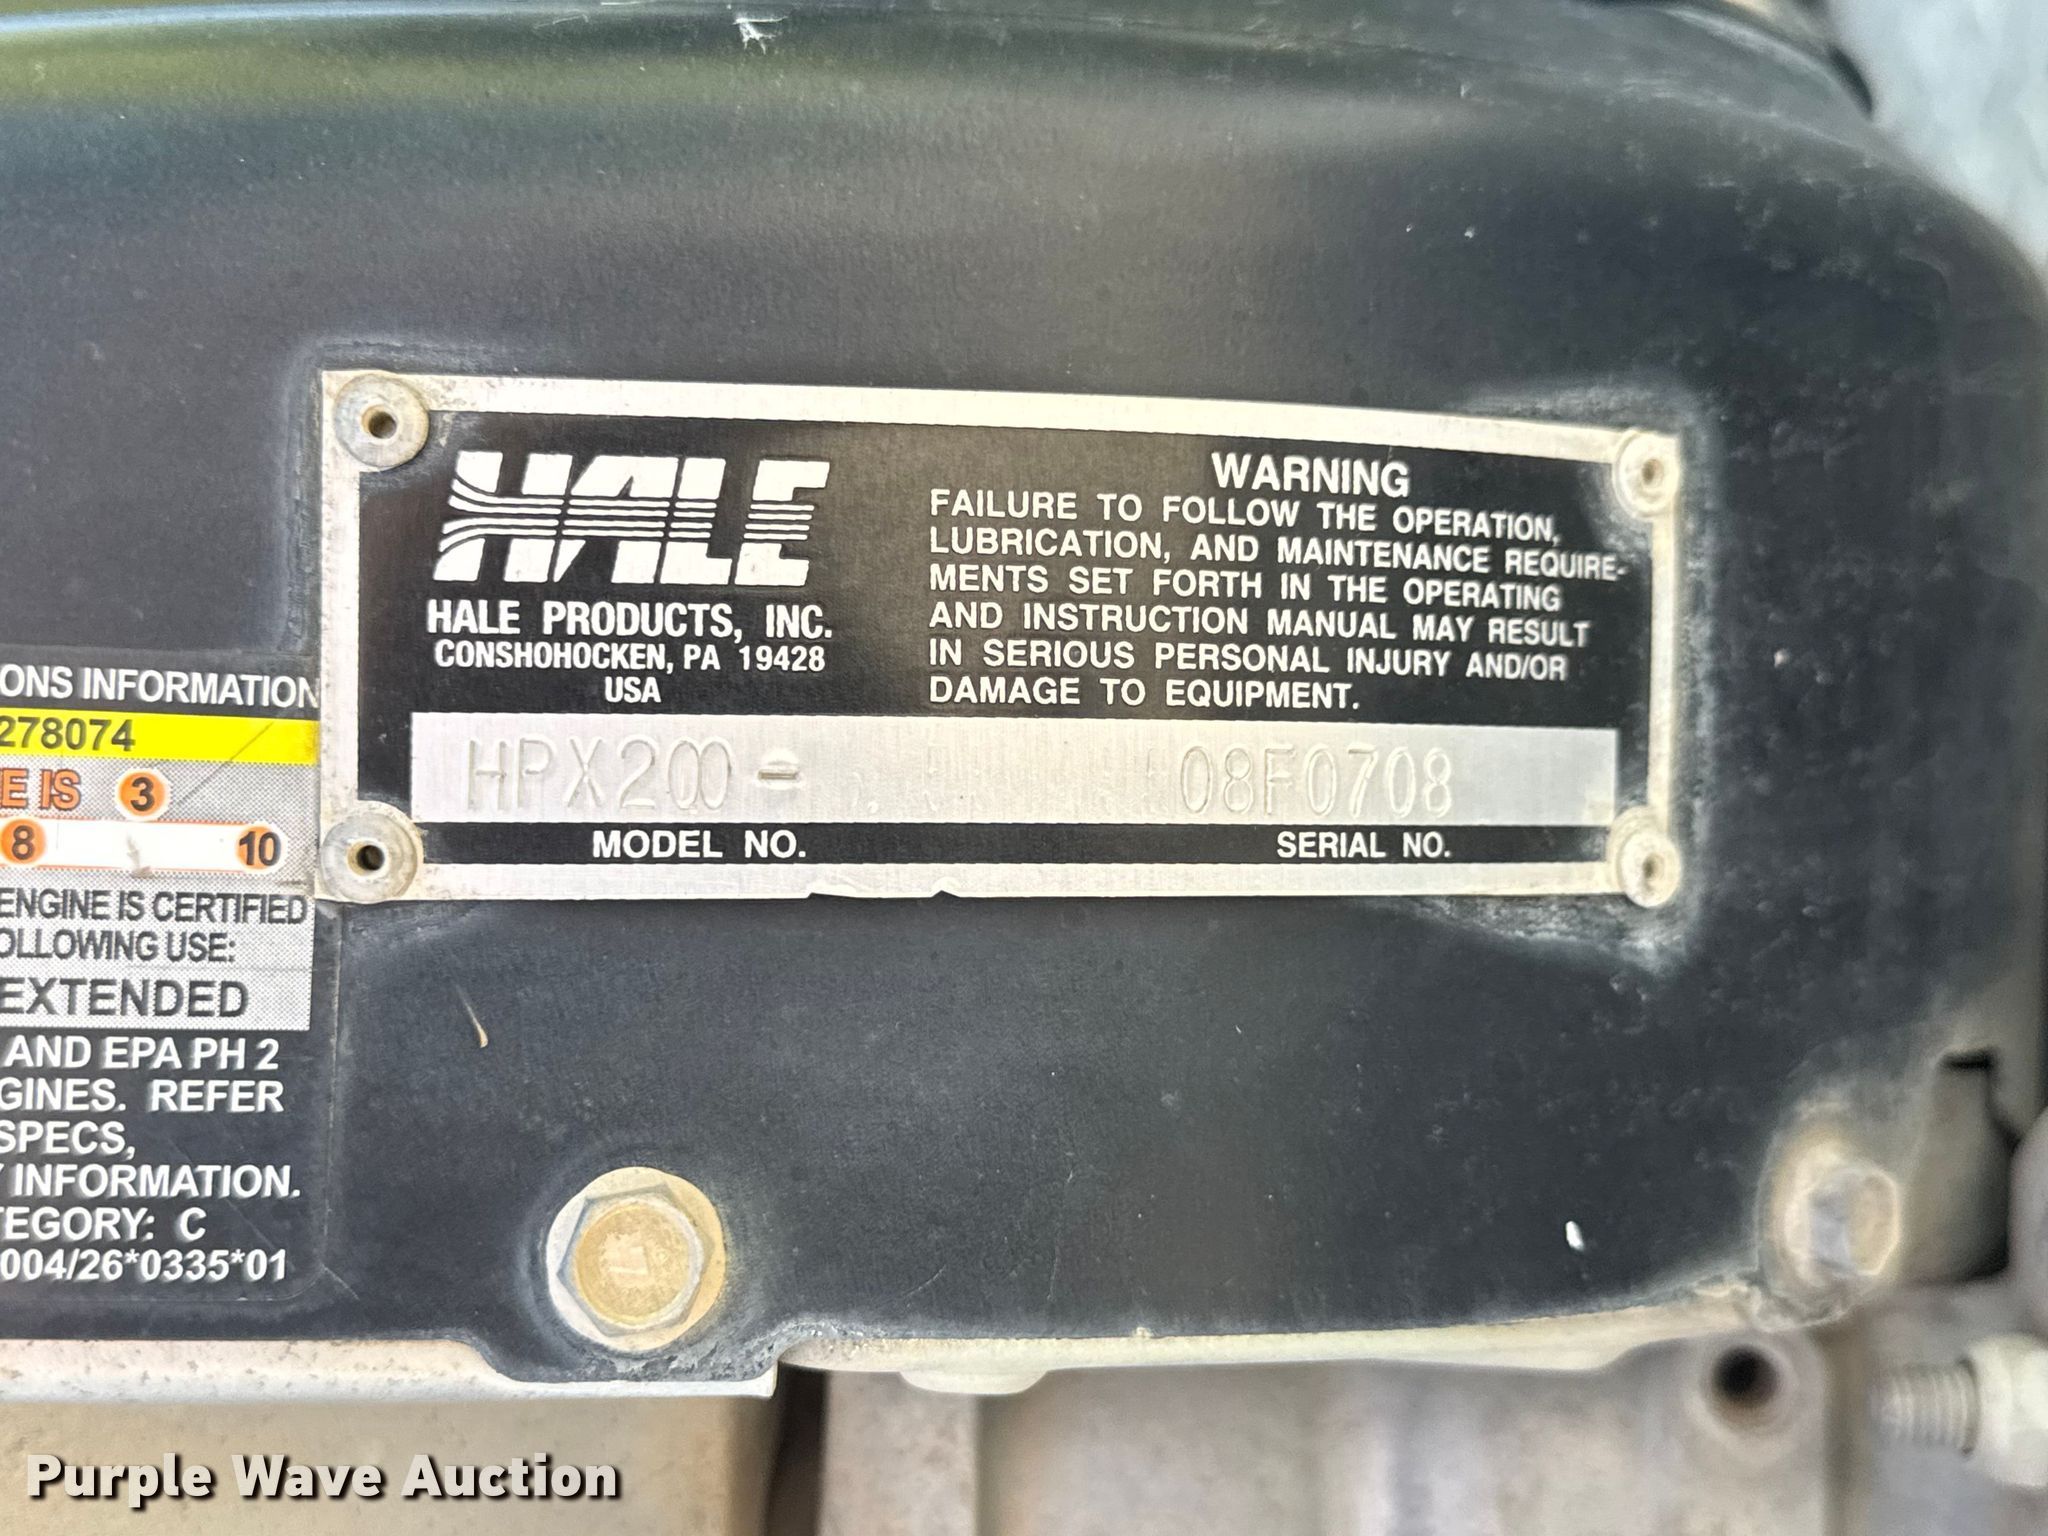 HALE
HALE PRODUCTS, INC.
CONSHOHOCKEN, PA 19428
USA
WARNING
FAILURE TO FOLLOW THE OPERATION,
LUBRICATION, AND MAINTENANCE REQUIRE-
MENTS SET FORTH IN THE OPERATING
AND INSTRUCTION MANUAL MAY RESULT
IN SERIOUS PERSONAL INJURY AND/OR
DAMAGE TO EQUIPMENT.
HPX200- 08F0708
MODEL NO. SERIAL NO.
ONS INFORMATION
278074
E IS 3
8 10
ENGINE IS CERTIFIED
OLLOWING USE:
EXTENDED
AND EPA PH 2
GINES. REFER
SPECS,
Y INFORMATION.
TEGORY: C
004/26*0335*01
Purple Wave Auction